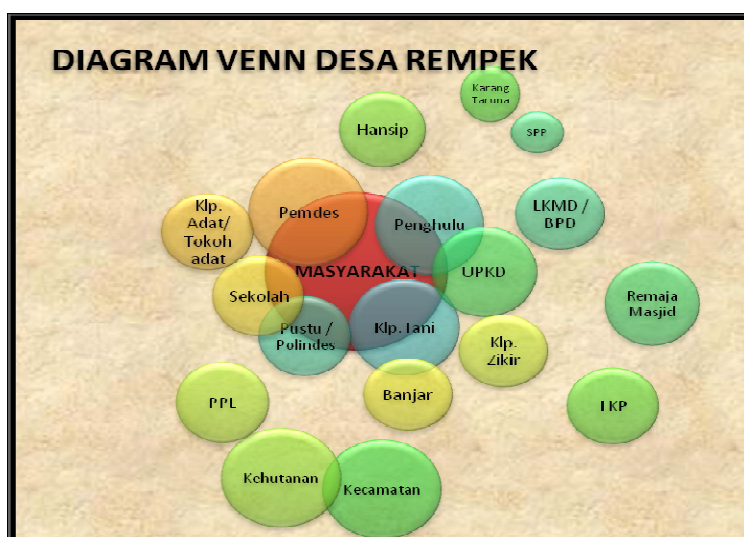 DIAGRAM VENN DESA REMPEK
Karang
Taruna
Hansip
SPP
Klp.
Adat/
Tokoh
adat
Pemdes
Penghulu
LKMD /
BPD
MASYARAKAT
UPKD
Sekolah
Remaja
Masjid
Pustu /
Polindes
Klp. Tani
Klp.
Zikir
PPL
Banjar
Kehutanan
Kecamatan